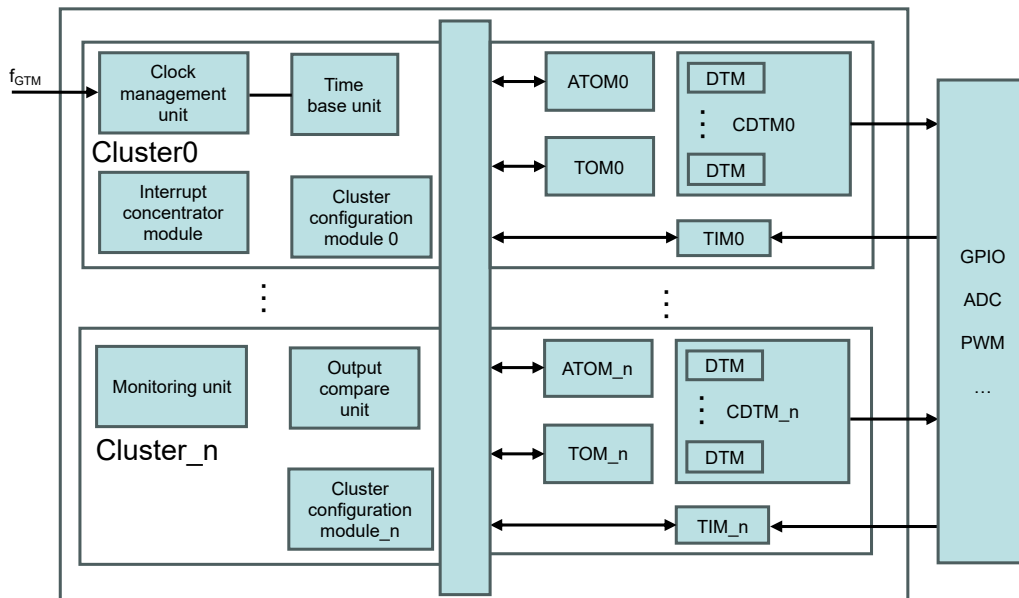 f_GTM
Clock
management
unit
Time
base unit
Cluster0
Interrupt
concentrator
module
Cluster
configuration
module 0
ATOM0
TOM0
DTM
⋮ CDTM0
DTM
TIM0
⋮
⋮
Monitoring unit
Output
compare
unit
Cluster_n
Cluster
configuration
module_n
ATOM_n
TOM_n
DTM
⋮ CDTM_n
DTM
TIM_n
GPIO
ADC
PWM
...